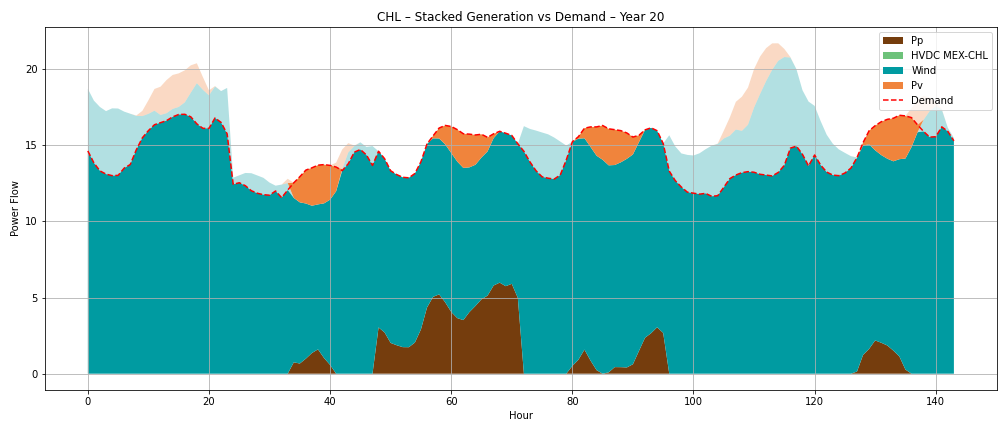 CHL – Stacked Generation vs Demand – Year 20
Pp
HVDC MEX-CHL
Wind
Pv
Demand
Power Flow
20
15
10
5
0
0 20 40 60 80 100 120 140
Hour